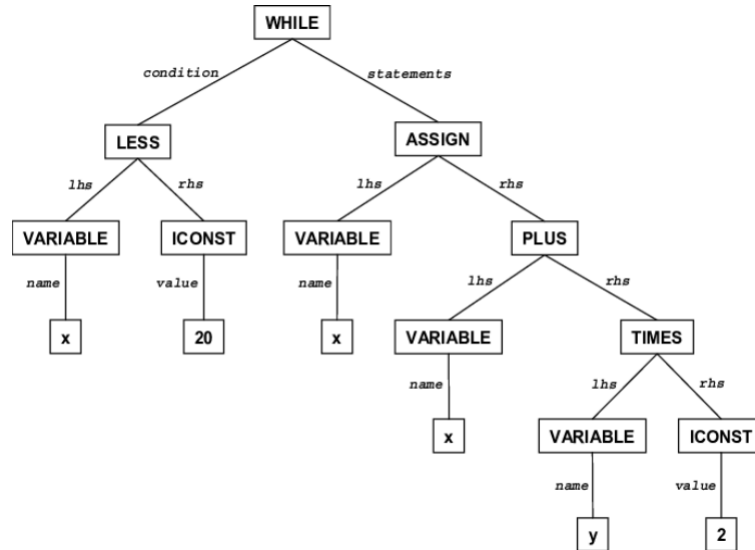 WHILE
condition statements
LESS ASSIGN
lhs rhs lhs rhs
VARIABLE ICONST VARIABLE PLUS
name value name lhs rhs
x 20 x VARIABLE TIMES
name lhs rhs
x VARIABLE ICONST
name value
y 2